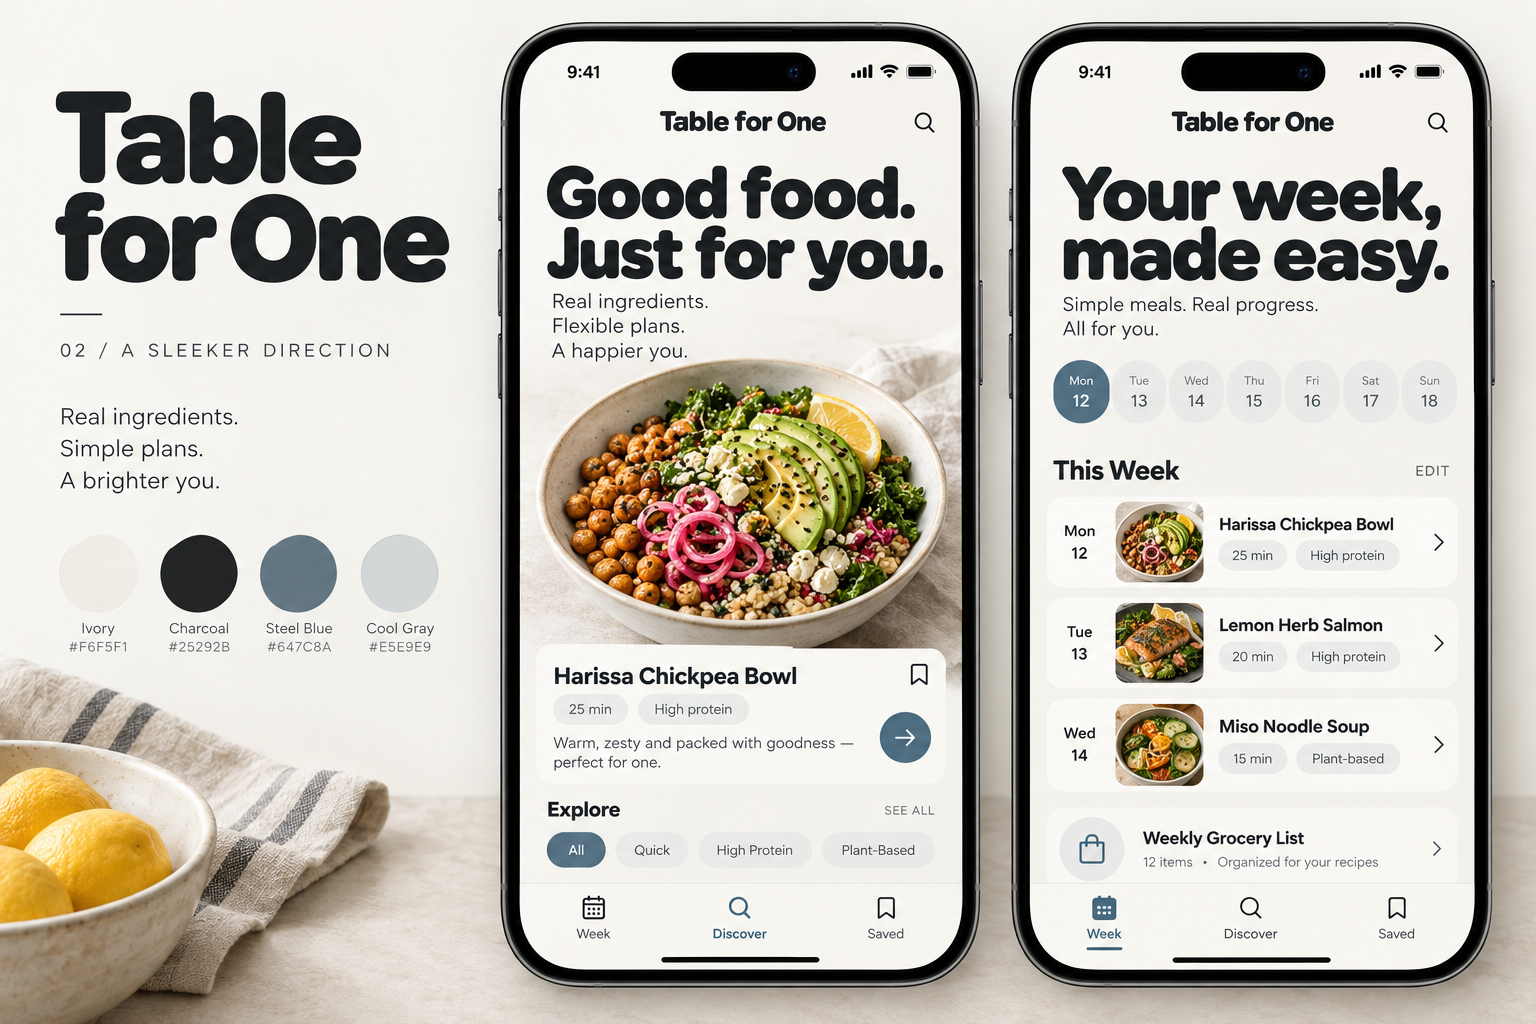 Table
for One
02 / A SLEEKER DIRECTION
Real ingredients.
Simple plans.
A brighter you.
Ivory
#F6F5F1
Charcoal
#25292B
Steel Blue
#647C8A
Cool Gray
#E5E9E9
9:41
Table for One
Good food.
Just for you.
Real ingredients.
Flexible plans.
A happier you.
Harissa Chickpea Bowl
25 min
High protein
Warm, zesty and packed with goodness —
perfect for one.
Explore
SEE ALL
All
Quick
High Protein
Plant-Based
Week
Discover
Saved
9:41
Table for One
Your week,
made easy.
Simple meals. Real progress.
All for you.
Mon
12
Tue
13
Wed
14
Thu
15
Fri
16
Sat
17
Sun
18
This Week
EDIT
Mon
12
Harissa Chickpea Bowl
25 min
High protein
Tue
13
Lemon Herb Salmon
20 min
High protein
Wed
14
Miso Noodle Soup
15 min
Plant-based
Weekly Grocery List
12 items • Organized for your recipes
Week
Discover
Saved